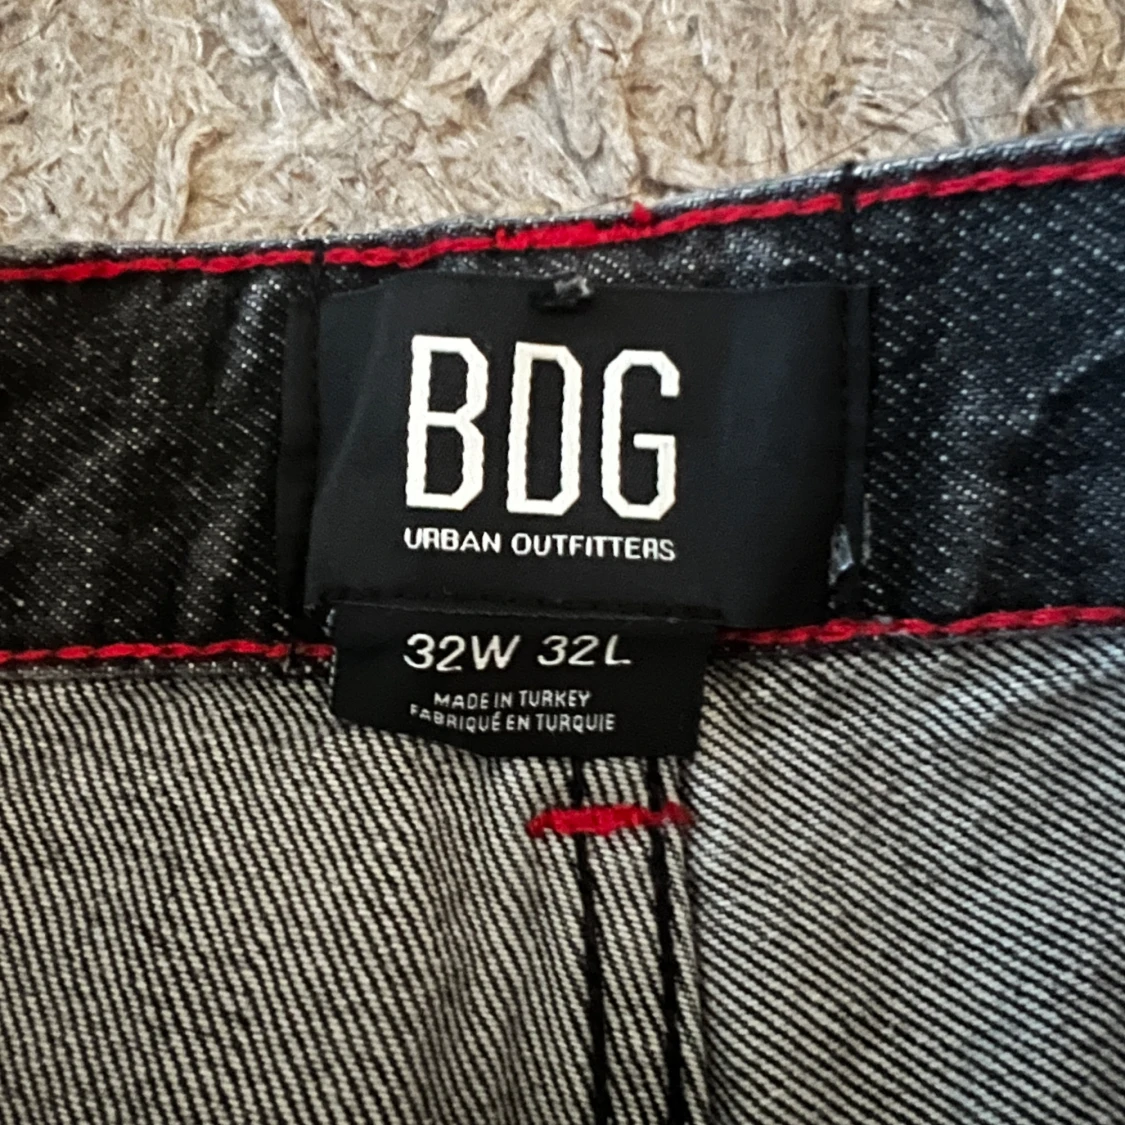 BDG
URBAN OUTFITTERS
32W 32L
MADE IN TURKEY
FABRIQUÉ EN TURQUIE